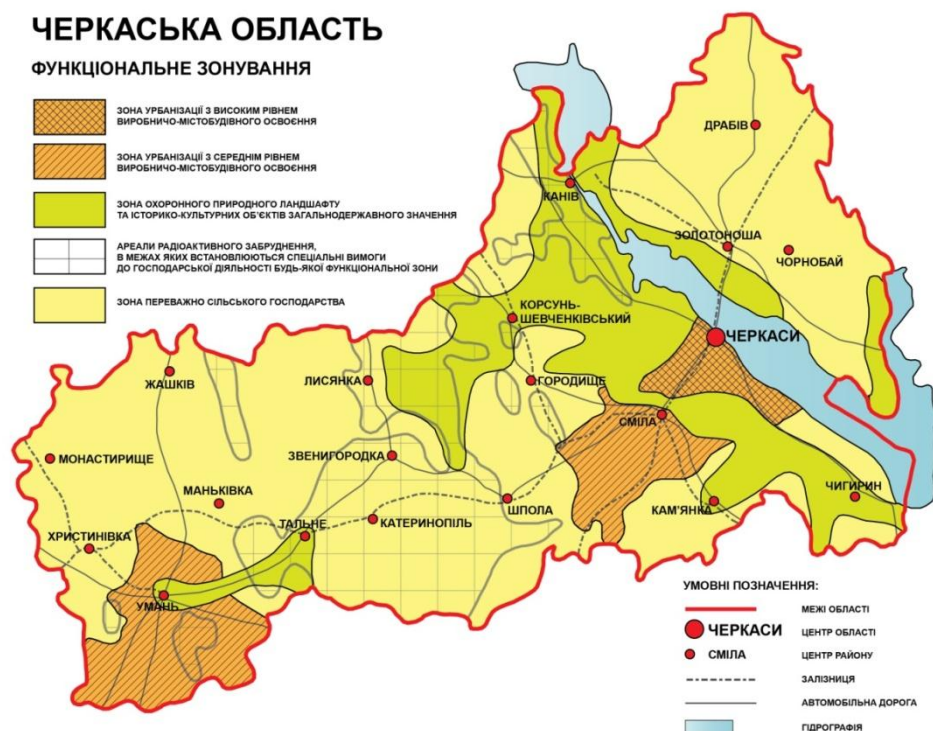 ЧЕРКАСЬКА ОБЛАСТЬ
ФУНКЦІОНАЛЬНЕ ЗОНУВАННЯ
ЗОНА УРБАНІЗАЦІЇ З ВИСОКИМ РІВНЕМ
ВИРОБНИЧО-МІСТОБУДІВНОГО ОСВОЄННЯ
ЗОНА УРБАНІЗАЦІЇ З СЕРЕДНІМ РІВНЕМ
ВИРОБНИЧО-МІСТОБУДІВНОГО ОСВОЄННЯ
ЗОНА ОХОРОННОГО ПРИРОДНОГО ЛАНДШАФТУ
ТА ІСТОРИКО-КУЛЬТУРНИХ ОБ'ЄКТІВ ЗАГАЛЬНОДЕРЖАВНОГО ЗНАЧЕННЯ
АРЕАЛИ РАДІОАКТИВНОГО ЗАБРУДНЕННЯ,
В МЕЖАХ ЯКИХ ВСТАНОВЛЮЮТЬСЯ СПЕЦІАЛЬНІ ВИМОГИ
ДО ГОСПОДАРСЬКОЇ ДІЯЛЬНОСТІ БУДЬ-ЯКОЇ ФУНКЦІОНАЛЬНОЇ ЗОНИ
ЗОНА ПЕРЕВАЖНО СІЛЬСЬКОГО ГОСПОДАРСТВА
ДРАБІВ
КАНІВ
ЗОЛОТОНОША
ЧОРНОБАЙ
КОРСУНЬ-
ШЕВЧЕНКІВСЬКИЙ
ЧЕРКАСИ
ЖАШКІВ
ЛИСЯНКА
ГОРОДИЩЕ
СМІЛА
МОНАСТИРИЩЕ
ЗВЕНИГОРОДКА
МАНЬКІВКА
ШПОЛА
КАМ'ЯНКА
ЧИГИРИН
ТАЛЬНЕ
КАТЕРИНОПІЛЬ
ХРИСТИНІВКА
УМАНЬ
УМОВНІ ПОЗНАЧЕННЯ:
МЕЖІ ОБЛАСТІ
ЧЕРКАСИ ЦЕНТР ОБЛАСТІ
СМІЛА ЦЕНТР РАЙОНУ
ЗАЛІЗНИЦЯ
АВТОМОБІЛЬНА ДОРОГА
ГІДРОГРАФІЯ